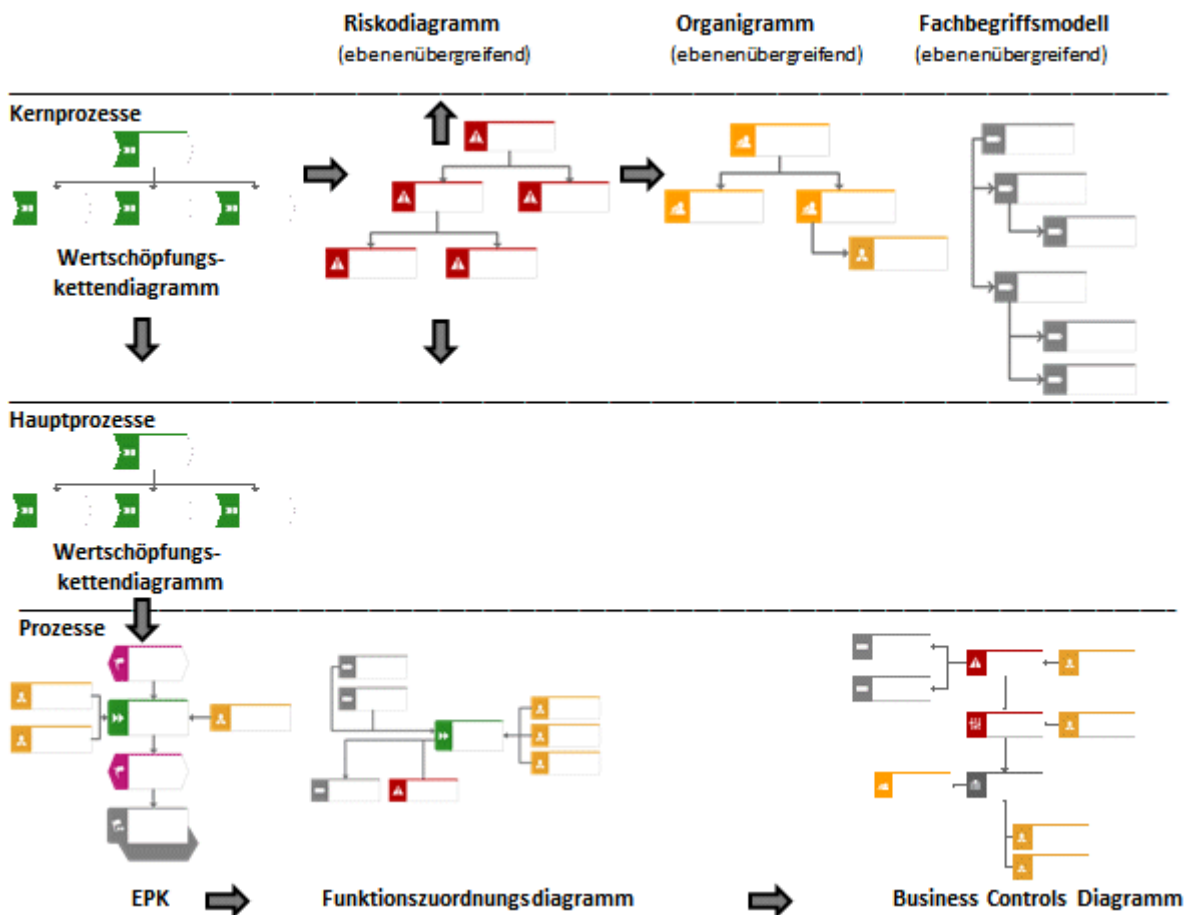 Riskodiagramm
(ebenenübergreifend)
Organigramm
(ebenenübergreifend)
Fachbegriffsmodell
(ebenenübergreifend)
Kernprozesse
Wertschöpfungs-
kettendiagramm
Hauptprozesse
Wertschöpfungs-
kettendiagramm
Prozesse
EPK
Funktionszuordnungsdiagramm
Business Controls Diagramm